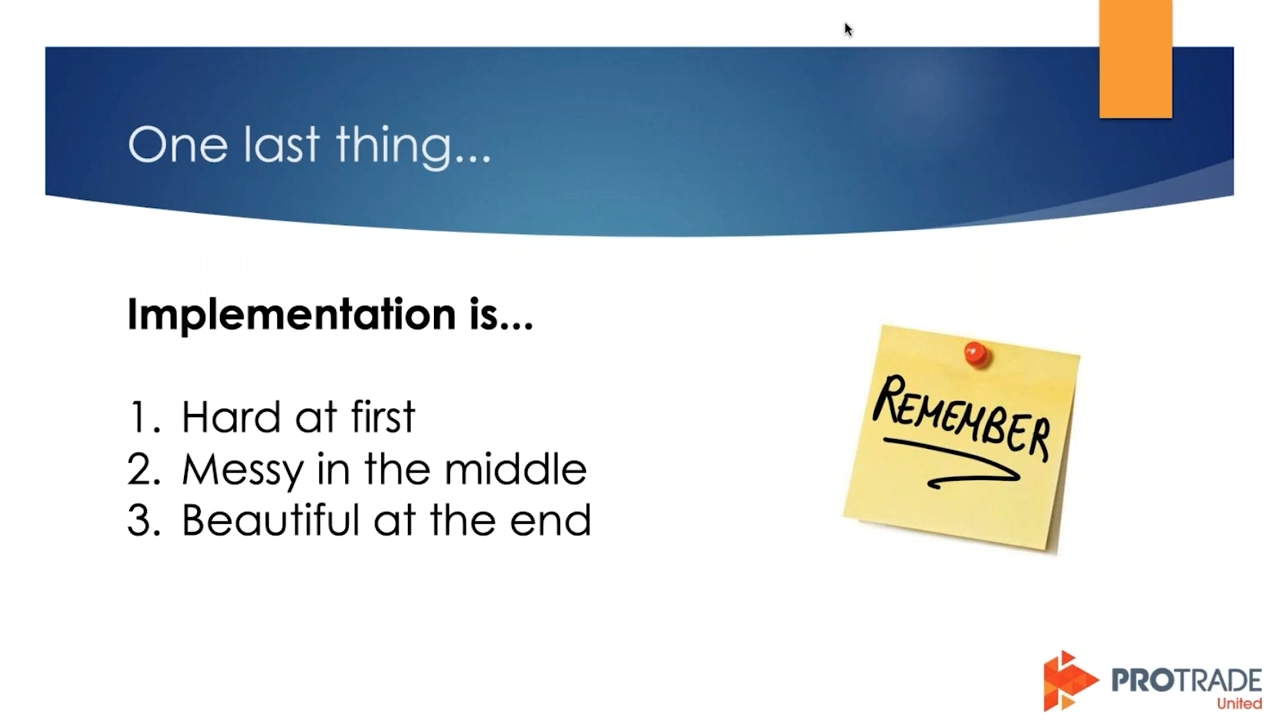 One last thing...
Implementation is...
1. Hard at first
2. Messy in the middle
3. Beautiful at the end
REMEMBER
PROTRADE
United